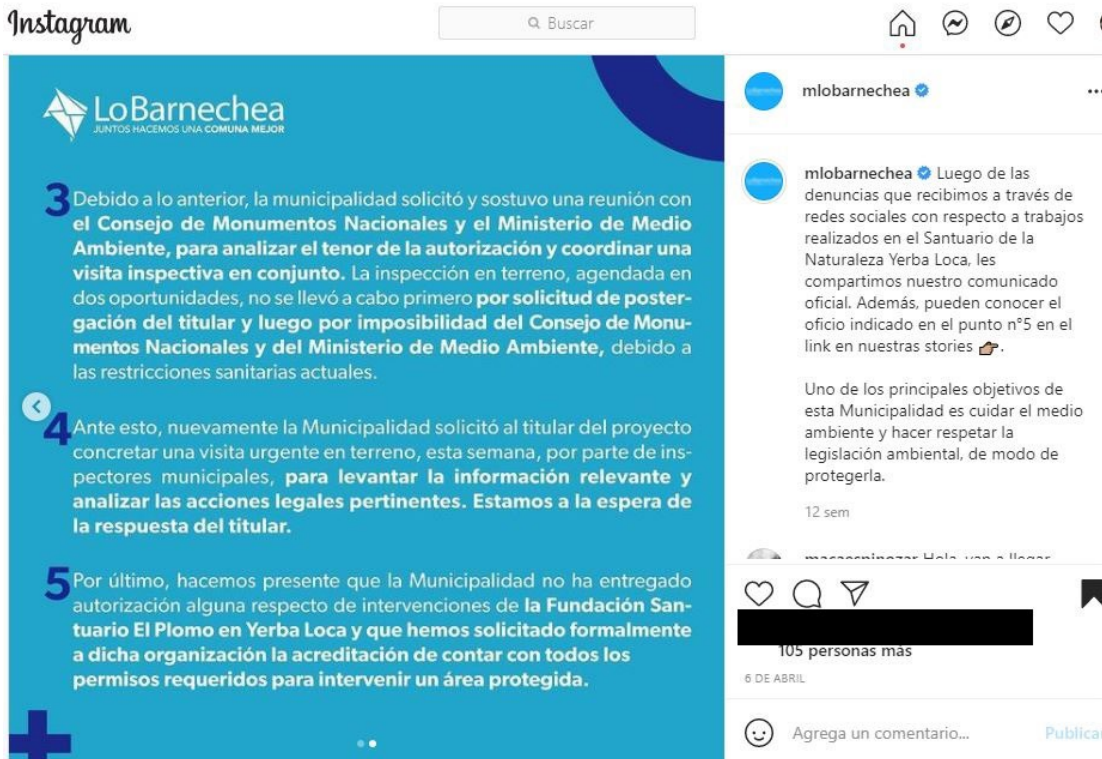 Instagram
Buscar
LoBarnechea
JUNTOS HACEMOS UNA COMUNA MEJOR
3 Debido a lo anterior, la municipalidad solicitó y sostuvo una reunión con
el Consejo de Monumentos Nacionales y el Ministerio de Medio
Ambiente, para analizar el tenor de la autorización y coordinar una
visita inspectiva en conjunto. La inspección en terreno, agendada en
dos oportunidades, no se llevó a cabo primero por solicitud de poster-
gación del titular y luego por imposibilidad del Consejo de Monu-
mentos Nacionales y del Ministerio de Medio Ambiente, debido a
las restricciones sanitarias actuales.
4 Ante esto, nuevamente la Municipalidad solicitó al titular del proyecto
concretar una visita urgente en terreno, esta semana, por parte de ins-
pectores municipales, para levantar la información relevante y
analizar las acciones legales pertinentes. Estamos a la espera de
la respuesta del titular.
5 Por último, hacemos presente que la Municipalidad no ha entregado
autorización alguna respecto de intervenciones de la Fundación San-
tuario El Plomo en Yerba Loca y que hemos solicitado formalmente
a dicha organización la acreditación de contar con todos los
permisos requeridos para intervenir un área protegida.
mlobarnechea
mlobarnechea Luego de las
denuncias que recibimos a través de
redes sociales con respecto a trabajos
realizados en el Santuario de la
Naturaleza Yerba Loca, les
compartimos nuestro comunicado
oficial. Además, pueden conocer el
oficio indicado en el punto n°5 en el
link en nuestras stories 👉🏽.
Uno de los principales objetivos de
esta Municipalidad es cuidar el medio
ambiente y hacer respetar la
legislación ambiental, de modo de
protegerla.
12 sem
macaespinozar Hola, van a llegar
105 personas más
6 DE ABRIL
Agrega un comentario...
Publicar